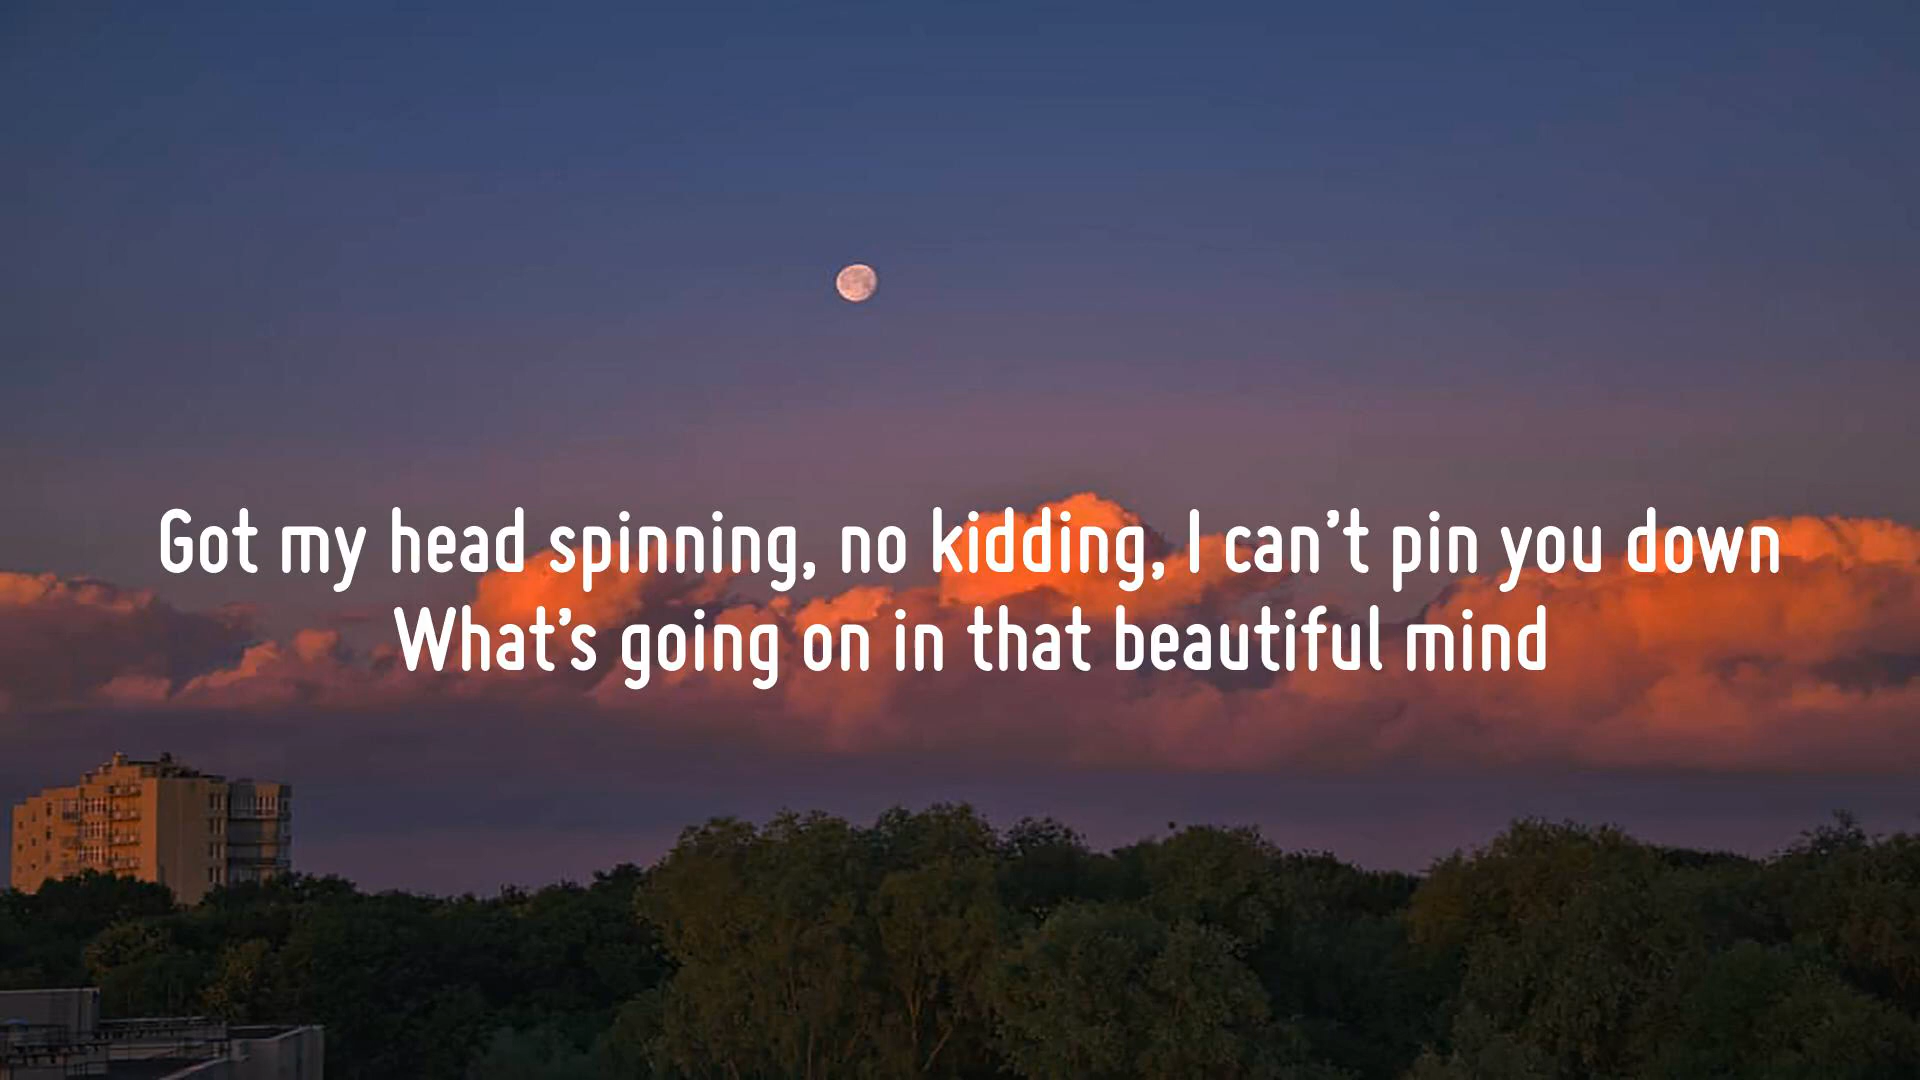 Got my head spinning, no kidding, I can’t pin you down
What’s going on in that beautiful mind